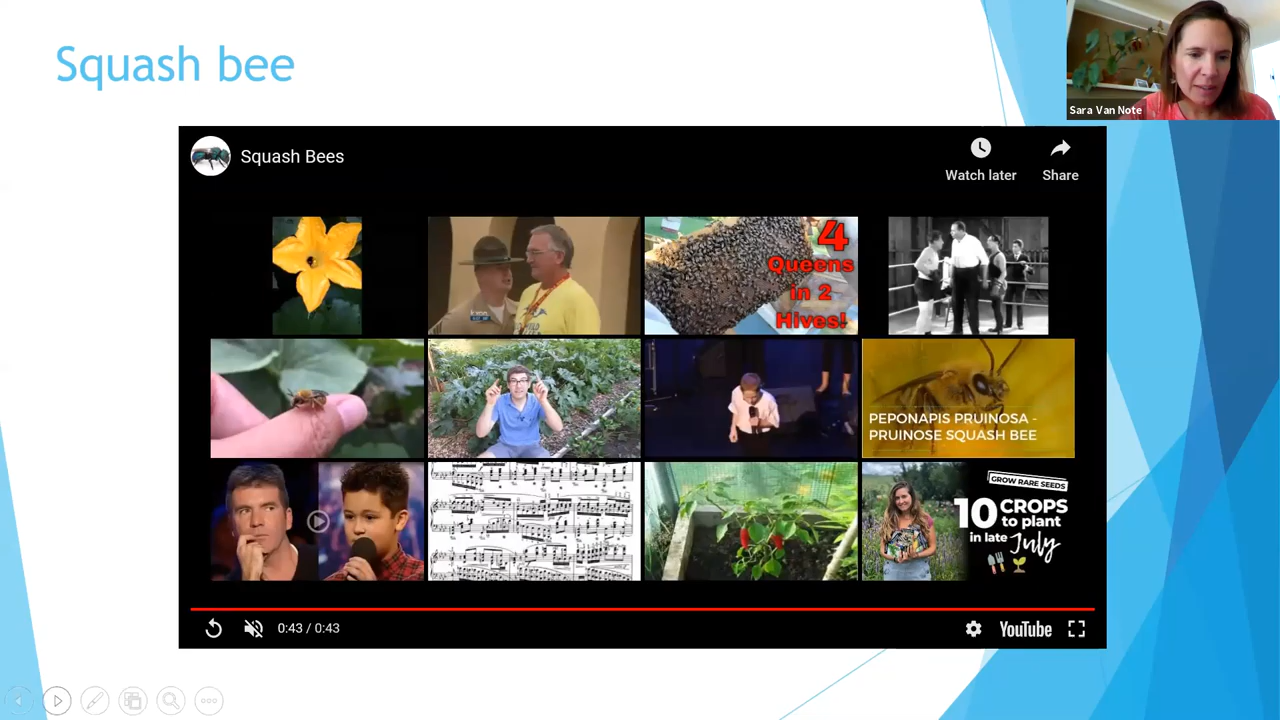 Squash bee
Sara Van Note
Squash Bees
Watch later
Share
4
Queens
in 2
Hives!
PEPONAPIS PRUINOSA -
PRUINOSE SQUASH BEE
GROW RARE SEEDS
10 CROPS
to plant
in late July
0:43 / 0:43
YouTube